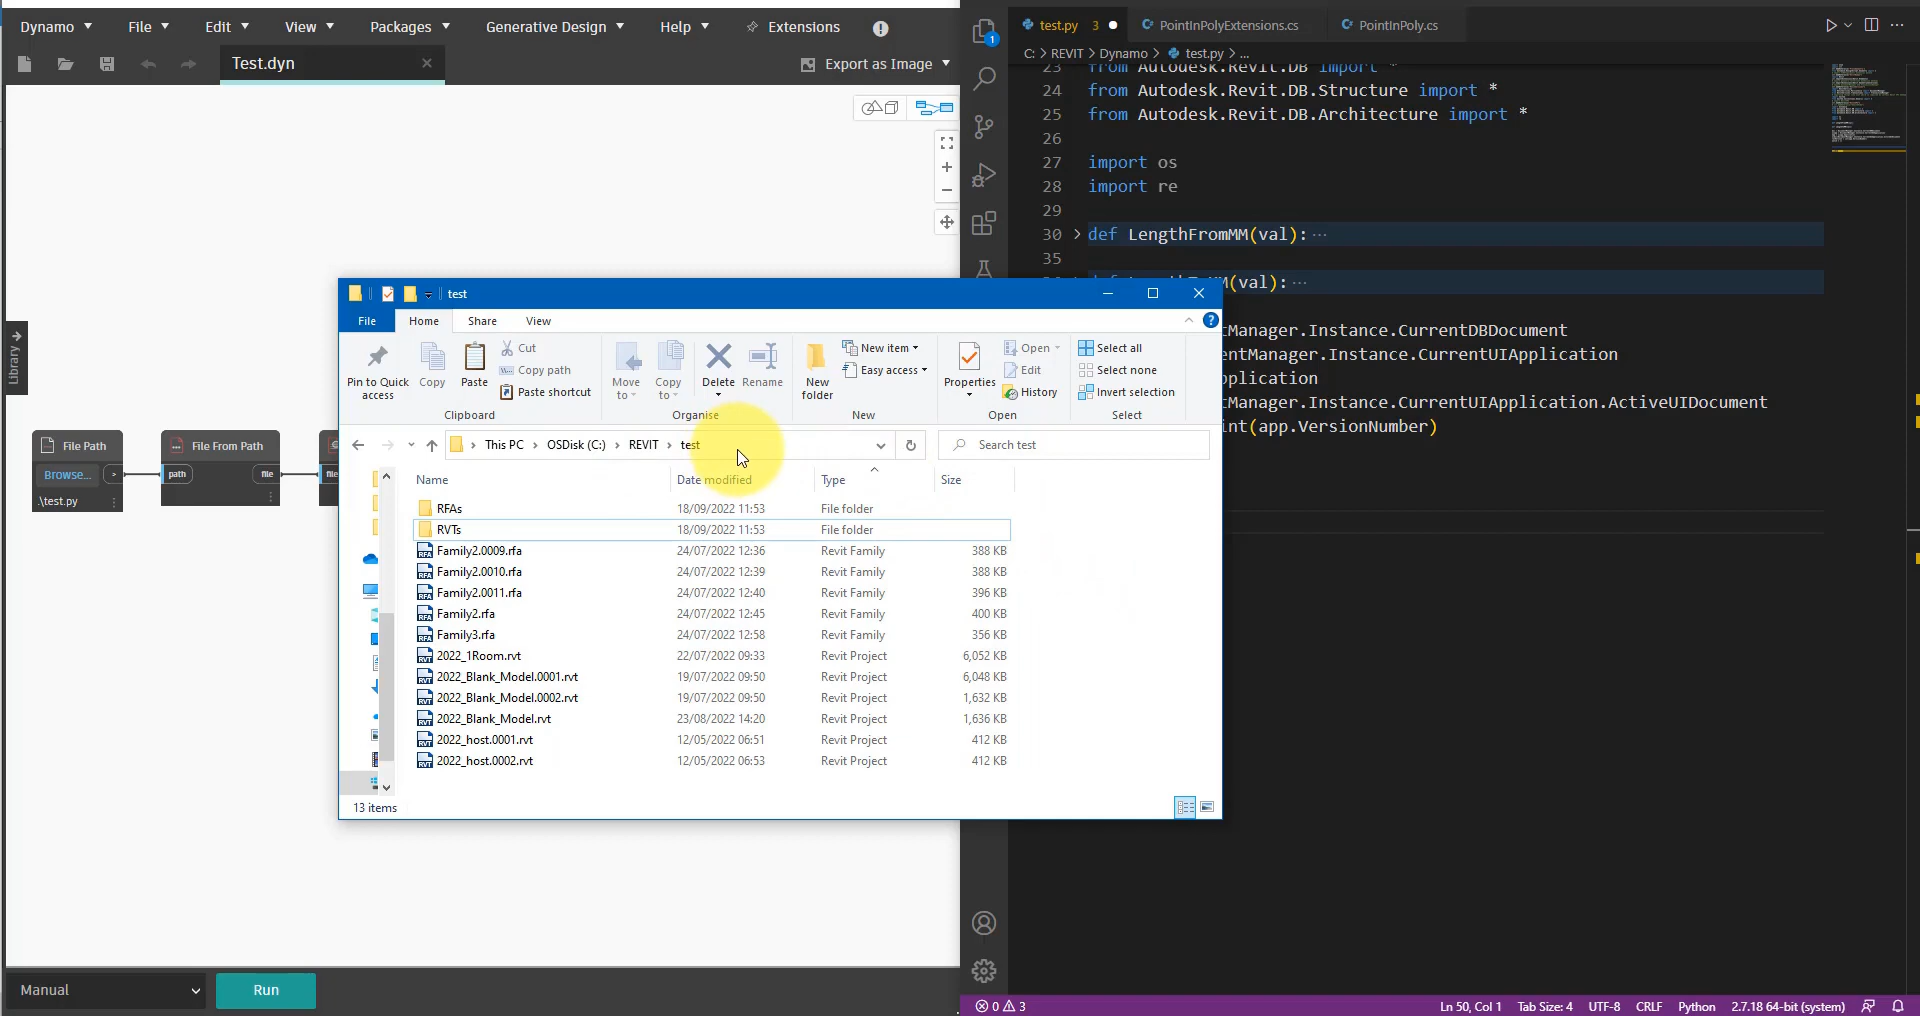 Dynamo File Edit View Packages Generative Design Help Extensions
Test.dyn
Export as Image
File Path
Browse...
>
.\test.py
File From Path
path
file
file
Library
Manual
Run
test
File Home Share View
Pin to Quick access
Copy
Paste
Cut
Copy path
Paste shortcut
Clipboard
Move to
Copy to
Delete
Rename
Organise
New folder
New item
Easy access
New
Properties
Open
Edit
History
Open
Select all
Select none
Invert selection
Select
This PC > OSDisk (C:) > REVIT > test
Search test
Name Date modified Type Size
RFAs 18/09/2022 11:53 File folder
RVTs 18/09/2022 11:53 File folder
Family2.0009.rfa 24/07/2022 12:36 Revit Family 388 KB
Family2.0010.rfa 24/07/2022 12:39 Revit Family 388 KB
Family2.0011.rfa 24/07/2022 12:40 Revit Family 396 KB
Family2.rfa 24/07/2022 12:45 Revit Family 400 KB
Family3.rfa 24/07/2022 12:58 Revit Family 356 KB
2022_1Room.rvt 22/07/2022 09:33 Revit Project 6,052 KB
2022_Blank_Model.0001.rvt 19/07/2022 09:50 Revit Project 6,048 KB
2022_Blank_Model.0002.rvt 19/07/2022 09:50 Revit Project 1,632 KB
2022_Blank_Model.rvt 23/08/2022 14:20 Revit Project 1,636 KB
2022_host.0001.rvt 12/05/2022 06:51 Revit Project 412 KB
2022_host.0002.rvt 12/05/2022 06:53 Revit Project 412 KB
13 items
test.py 3 PointInPolyExtensions.cs PointInPoly.cs
C: > REVIT > Dynamo > test.py > ...
1
23 from Autodesk.Revit.DB import *
24 from Autodesk.Revit.DB.Structure import *
25 from Autodesk.Revit.DB.Architecture import *
26
27 import os
28 import re
29
30 def LengthFromMM(val): ...
35
M(val): ...
tManager.Instance.CurrentDBDocument
entManager.Instance.CurrentUIApplication
pplication
tManager.Instance.CurrentUIApplication.ActiveUIDocument
int(app.VersionNumber)
0 3 Ln 50, Col 1 Tab Size: 4 UTF-8 CRLF Python 2.7.18 64-bit (system)